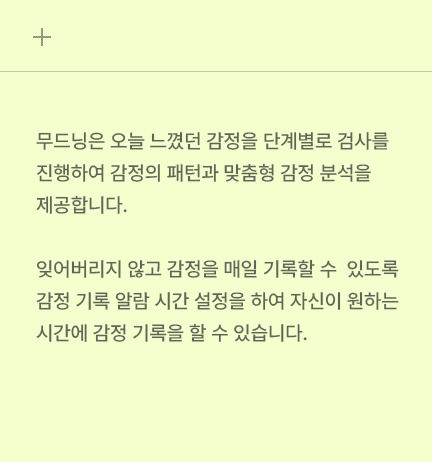 무드닝은 오늘 느꼈던 감정을 단계별로 검사를
진행하여 감정의 패턴과 맞춤형 감정 분석을
제공합니다.
잊어버리지 않고 감정을 매일 기록할 수  있도록
감정 기록 알람 시간 설정을 하여 자신이 원하는
시간에 감정 기록을 할 수 있습니다.